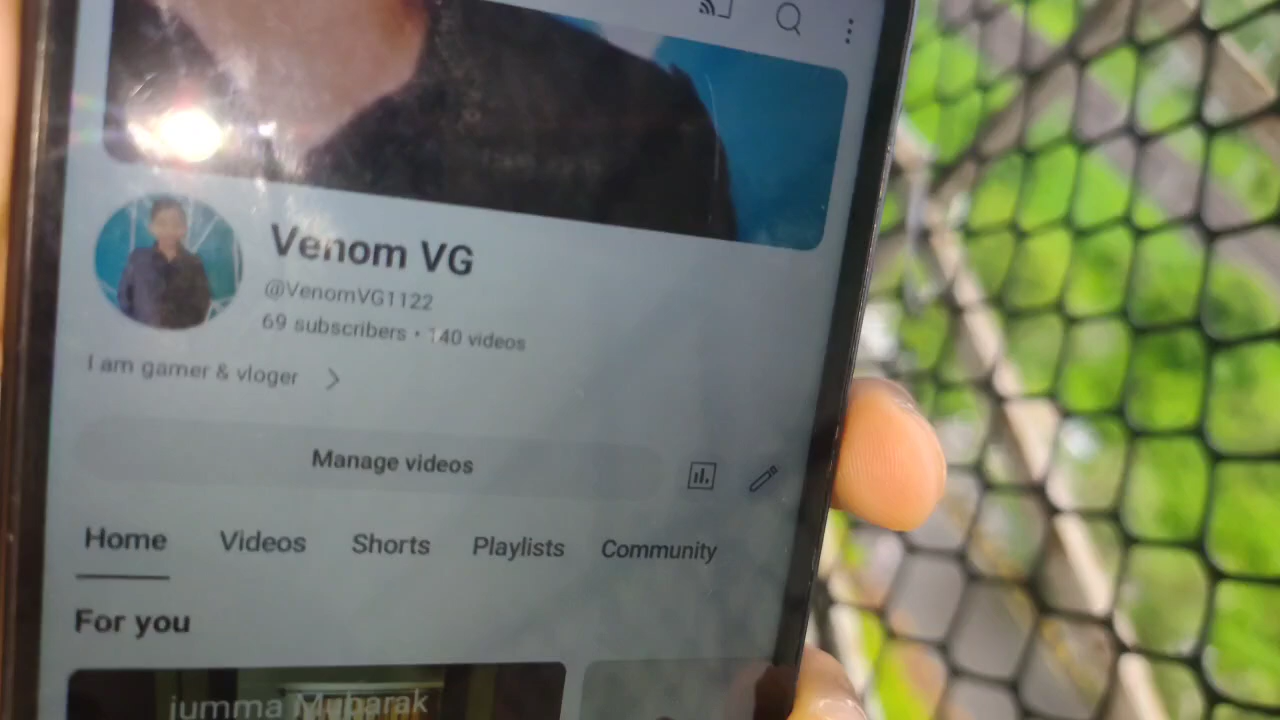 Venom VG
@VenomVG1122
69 subscribers • 140 videos
I am gamer & vloger
Manage videos
Home Videos Shorts Playlists Community
For you
jumma Mubarak